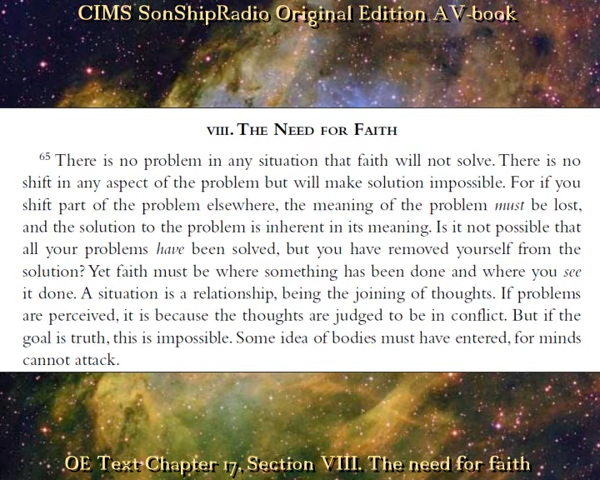 CIMS SonShipRadio Original Edition AV-book
VIII. THE NEED FOR FAITH
65 There is no problem in any situation that faith will not solve. There is no
shift in any aspect of the problem but will make solution impossible. For if you
shift part of the problem elsewhere, the meaning of the problem must be lost,
and the solution to the problem is inherent in its meaning. Is it not possible that
all your problems have been solved, but you have removed yourself from the
solution? Yet faith must be where something has been done and where you see
it done. A situation is a relationship, being the joining of thoughts. If problems
are perceived, it is because the thoughts are judged to be in conflict. But if the
goal is truth, this is impossible. Some idea of bodies must have entered, for minds
cannot attack.
OE Text Chapter 17, Section VIII. The need for faith